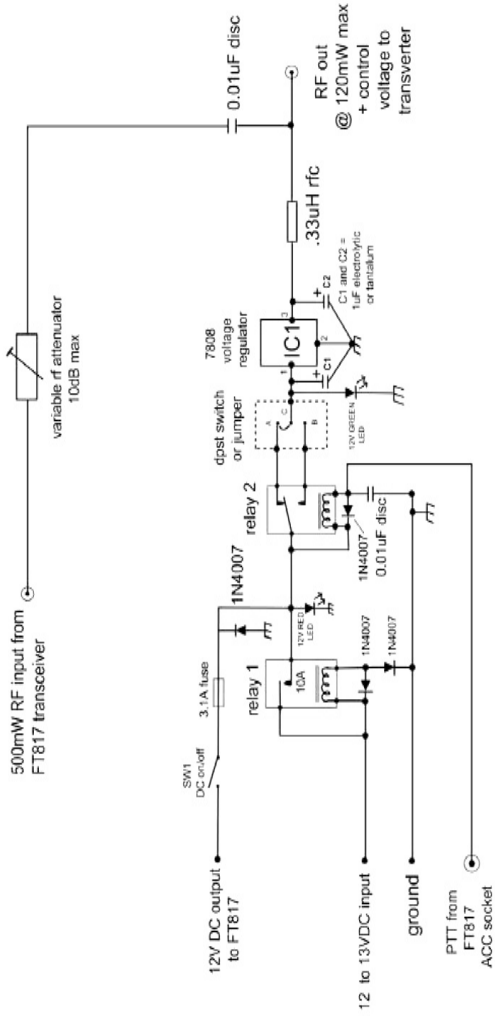 500mW RF input from
FT817 transceiver
variable rf attenuator
10dB max
0.01uF disc
RF out
@ 120mW max
+ control
voltage to
transverter
.33uH rfc
7808
voltage
regulator
IC1
1
2
3
+
C1
+
C2
C1 and C2 =
1uF electrolytic
or tantalum
dpst switch
or jumper
A
C
B
12V GREEN
LED
relay 2
1N4007
0.01uF disc
1N4007
12V RED
LED
3.1A fuse
relay 1
10A
1N4007
1N4007
SW1
DC on/off
12V DC output
to FT817
12 to 13VDC input
ground
PTT from
FT817
ACC socket